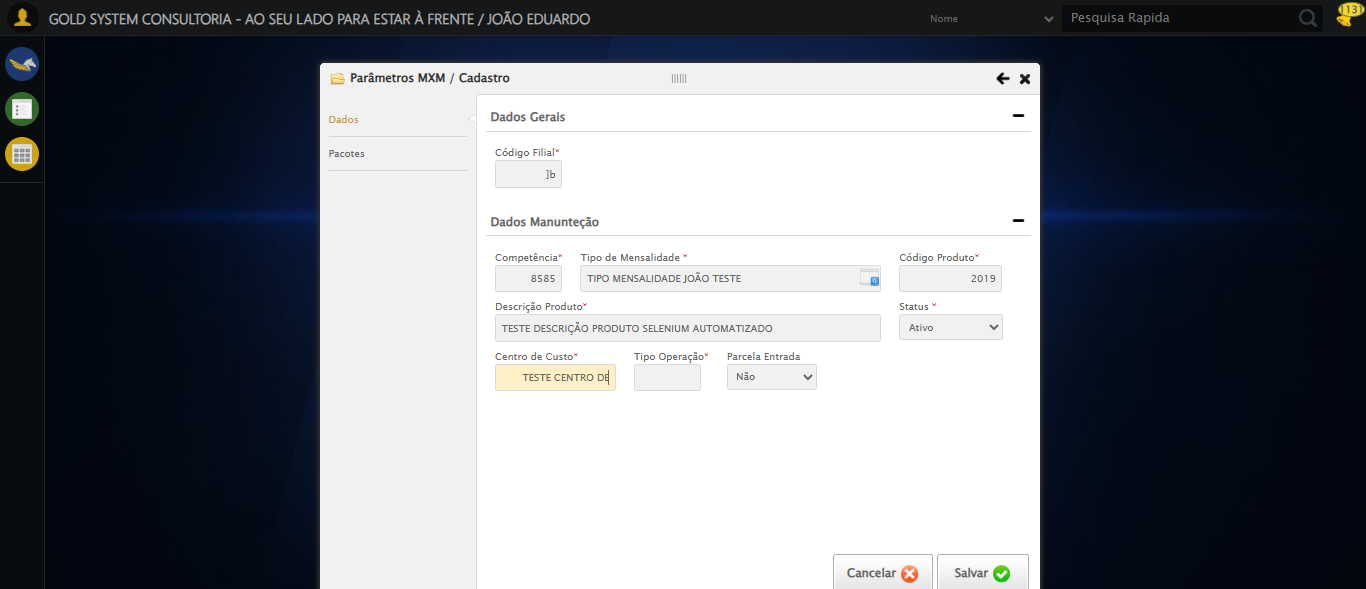 GOLD SYSTEM CONSULTORIA - AO SEU LADO PARA ESTAR À FRENTE / JOÃO EDUARDO
Nome
Pesquisa Rapida
113
Parâmetros MXM / Cadastro
Dados
Pacotes
Dados Gerais
Código Filial*
]b
Dados Manunteção
Competência* Tipo de Mensalidade * Código Produto*
8585 TIPO MENSALIDADE JOÃO TESTE 2019
Descrição Produto* Status *
TESTE DESCRIÇÃO PRODUTO SELENIUM AUTOMATIZADO Ativo
Centro de Custo* Tipo Operação* Parcela Entrada
TESTE CENTRO DE Não
Cancelar Salvar